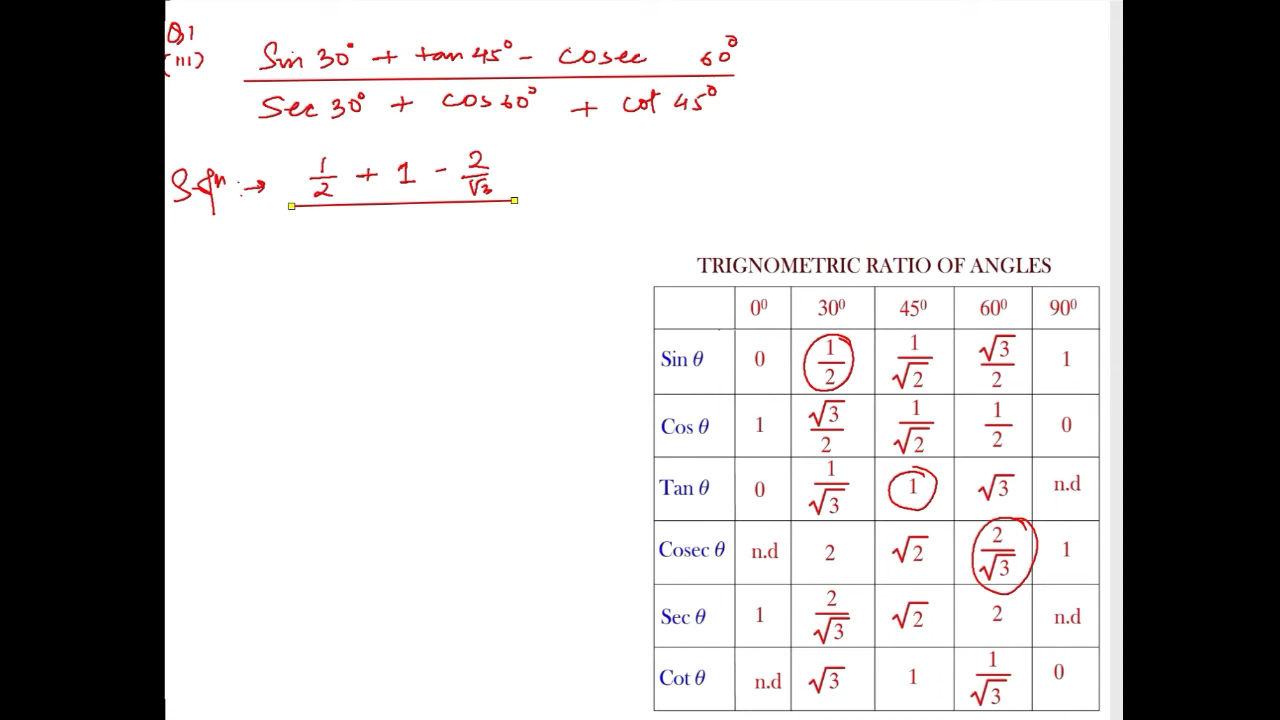 Q1
(III)
Sin 30° + tan 45° - cosec 60°
Sec 30° + cos 60° + cot 45°
Sol^n :→ 1/2 + 1 - 2/√3
TRIGNOMETRIC RATIO OF ANGLES
0⁰ 30⁰ 45⁰ 60⁰ 90⁰
Sin θ 0 1/2 1/√2 √3/2 1
Cos θ 1 √3/2 1/√2 1/2 0
Tan θ 0 1/√3 1 √3 n.d
Cosec θ n.d 2 √2 2/√3 1
Sec θ 1 2/√3 √2 2 n.d
Cot θ n.d √3 1 1/√3 0